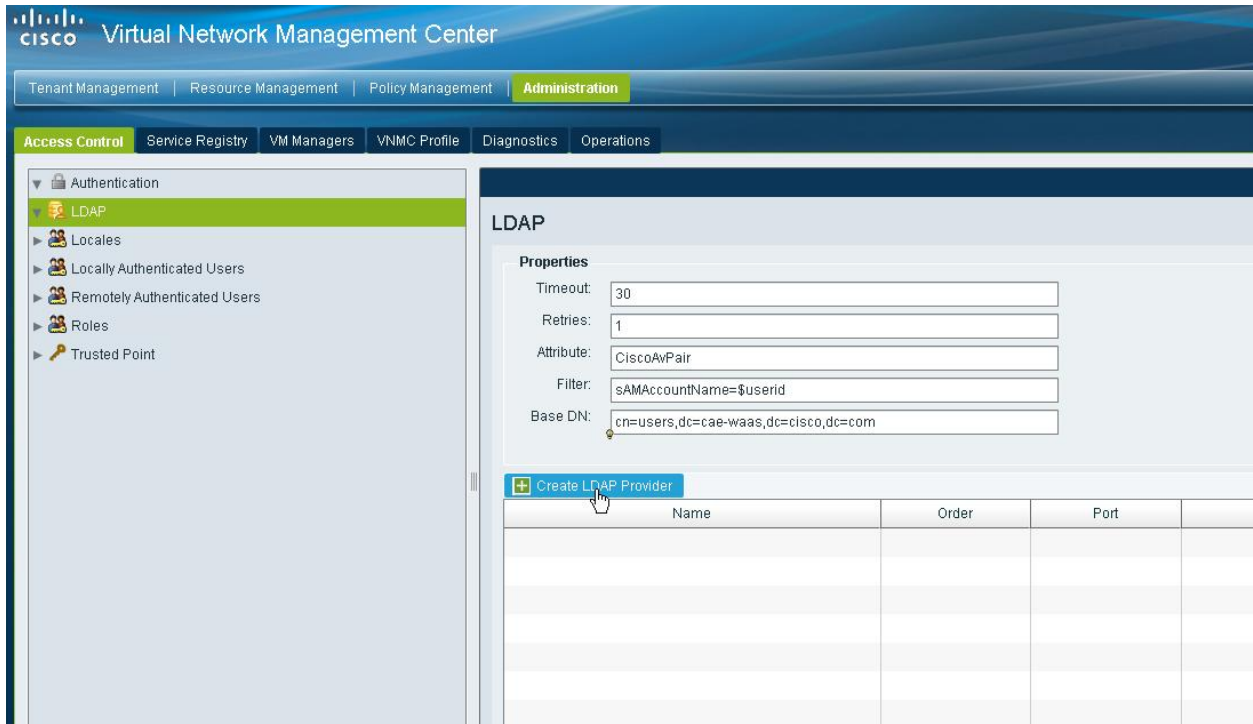 CISCO Virtual Network Management Center
Tenant Management | Resource Management | Policy Management | Administration
Access Control Service Registry VM Managers VNMC Profile Diagnostics Operations
Authentication
LDAP
Locales
Locally Authenticated Users
Remotely Authenticated Users
Roles
Trusted Point
LDAP
Properties
Timeout: 30
Retries: 1
Attribute: CiscoAvPair
Filter: sAMAccountName=$userid
Base DN: cn=users,dc=cae-waas,dc=cisco,dc=com
Create LDAP Provider
Name Order Port